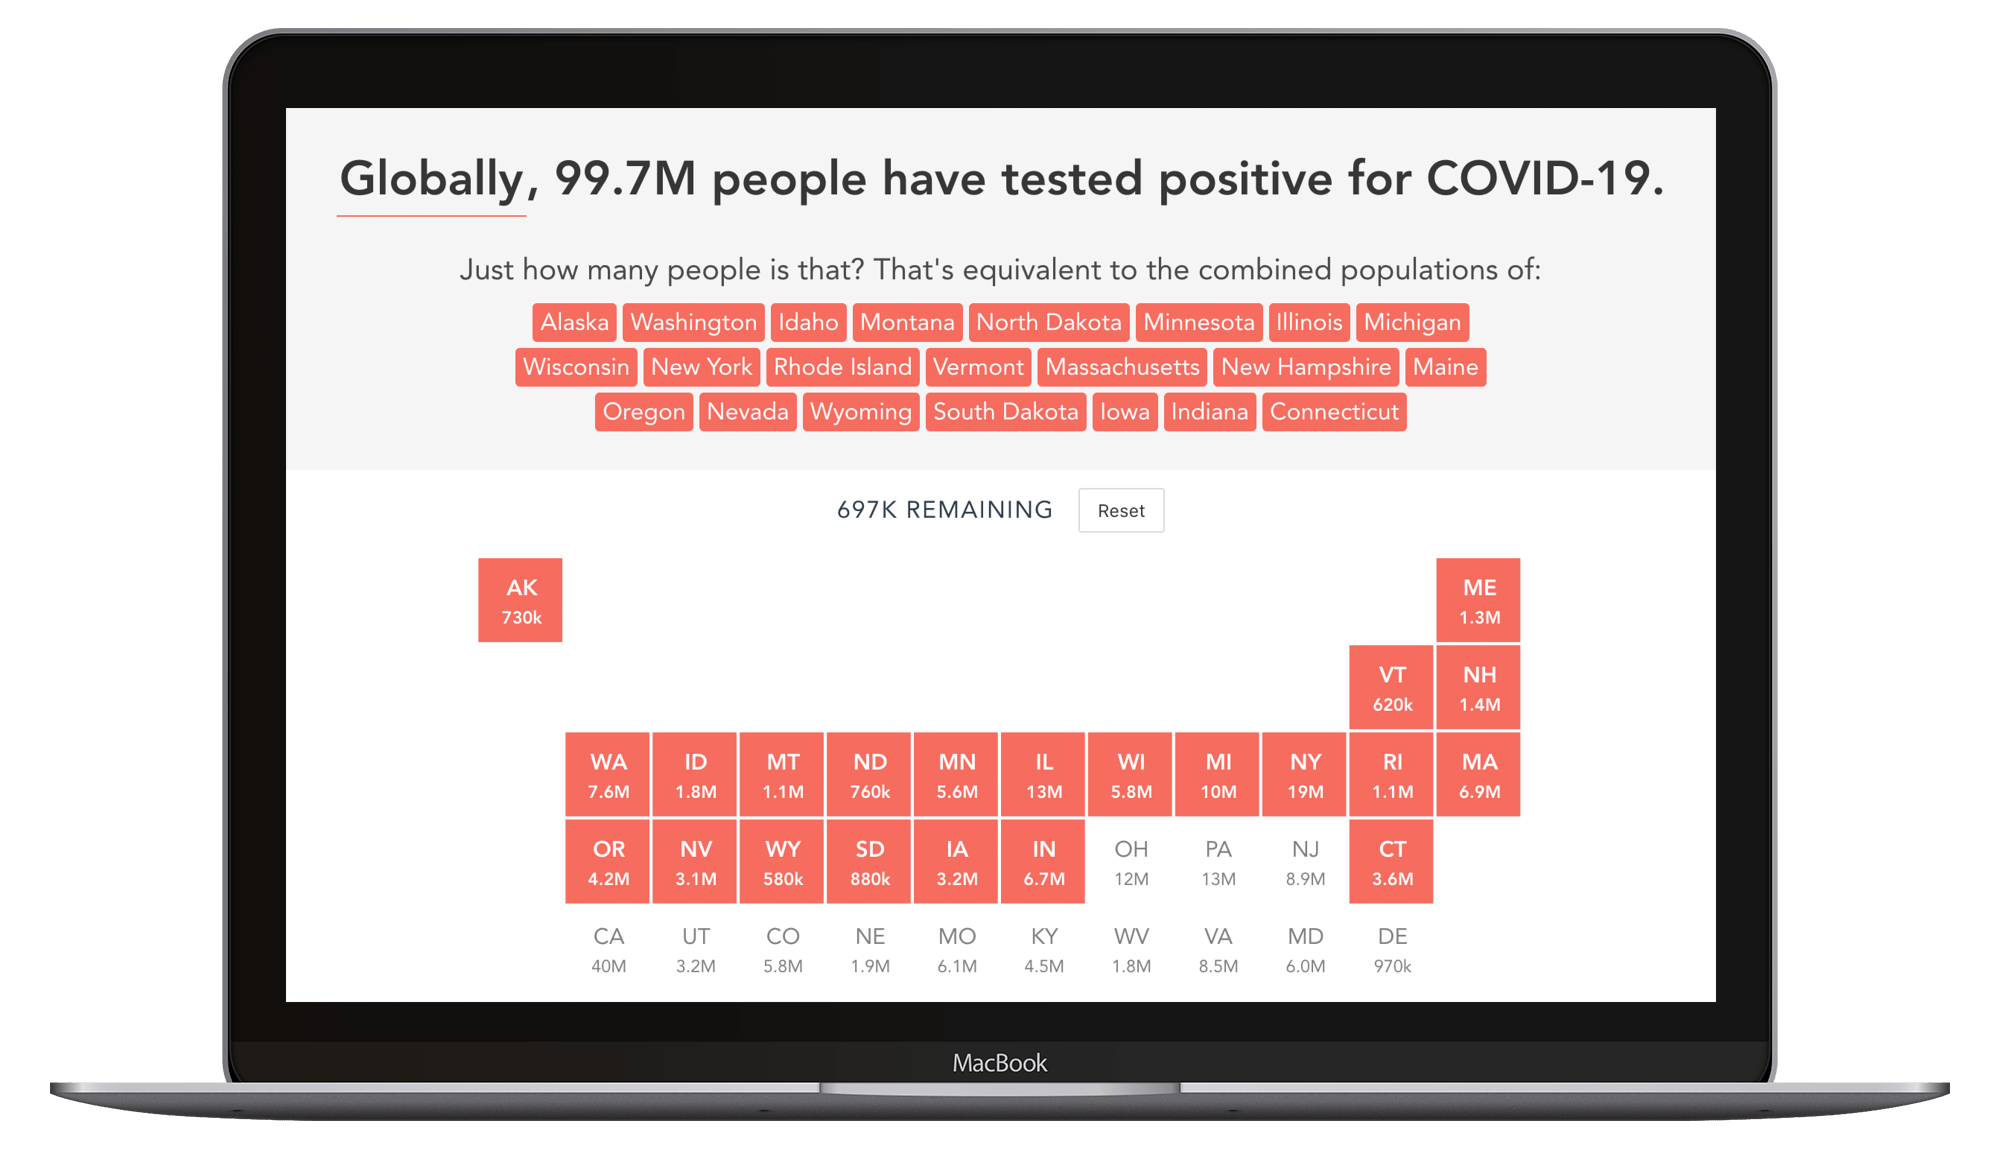 Globally, 99.7M people have tested positive for COVID-19.
Just how many people is that? That's equivalent to the combined populations of:
Alaska Washington Idaho Montana North Dakota Minnesota Illinois Michigan
Wisconsin New York Rhode Island Vermont Massachusetts New Hampshire Maine
Oregon Nevada Wyoming South Dakota Iowa Indiana Connecticut
697K REMAINING Reset
AK ME
730k 1.3M
VT NH
620k 1.4M
WA ID MT ND MN IL WI MI NY RI MA
7.6M 1.8M 1.1M 760k 5.6M 13M 5.8M 10M 19M 1.1M 6.9M
OR NV WY SD IA IN OH PA NJ CT
4.2M 3.1M 580k 880k 3.2M 6.7M 12M 13M 8.9M 3.6M
CA UT CO NE MO KY WV VA MD DE
40M 3.2M 5.8M 1.9M 6.1M 4.5M 1.8M 8.5M 6.0M 970k
MacBook